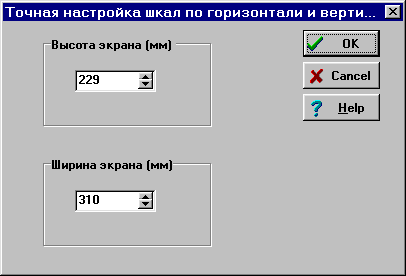 Точная настройка шкал по горизонтали и верти...
Высота экрана (мм)
229
OK
Cancel
Help
Ширина экрана (мм)
310